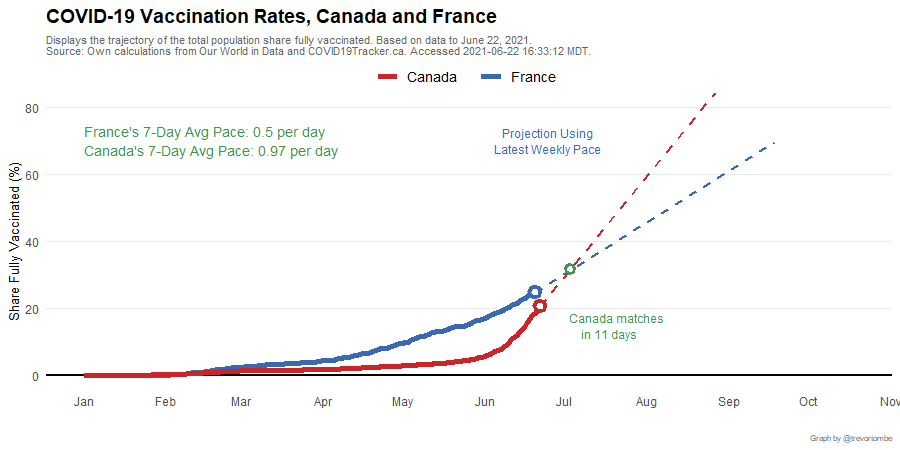 COVID-19 Vaccination Rates, Canada and France
Displays the trajectory of the total population share fully vaccinated. Based on data to June 22, 2021.
Source: Own calculations from Our World in Data and COVID19Tracker.ca. Accessed 2021-06-22 16:33:12 MDT.
Canada France
80
France's 7-Day Avg Pace: 0.5 per day
Canada's 7-Day Avg Pace: 0.97 per day
Projection Using
Latest Weekly Pace
60
40
20
0
Share Fully Vaccinated (%)
Canada matches
in 11 days
Jan Feb Mar Apr May Jun Jul Aug Sep Oct Nov
Graph by @trevortombe